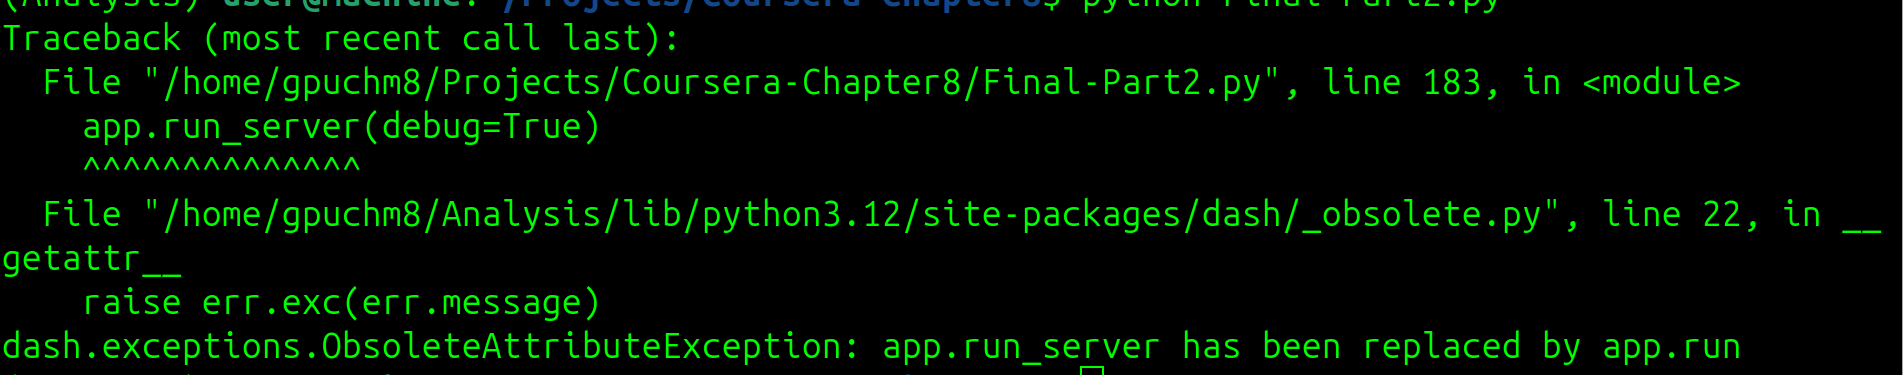 Traceback (most recent call last):
  File "/home/gpuchm8/Projects/Coursera-Chapter8/Final-Part2.py", line 183, in <module>
    app.run_server(debug=True)
    ^^^^^^^^^^^^^^
  File "/home/gpuchm8/Analysis/lib/python3.12/site-packages/dash/_obsolete.py", line 22, in __
getattr__
    raise err.exc(err.message)
dash.exceptions.ObsoleteAttributeException: app.run_server has been replaced by app.run